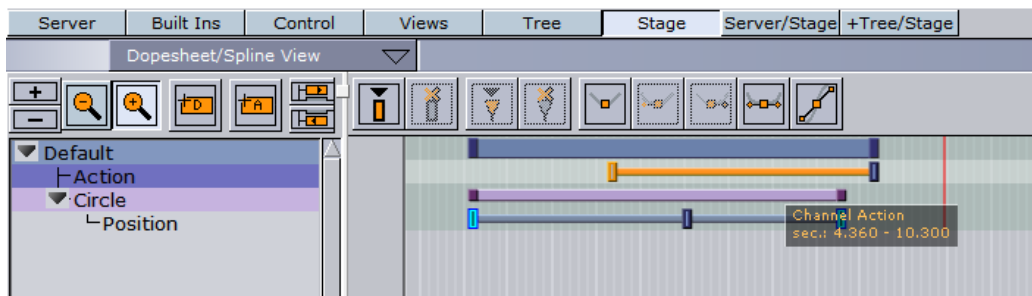 Server Built Ins Control Views Tree Stage Server/Stage +Tree/Stage
Dopesheet/Spline View
+
D A
−
Default
Action
Circle
Position
Channel Action
sec.: 4.360 - 10.300